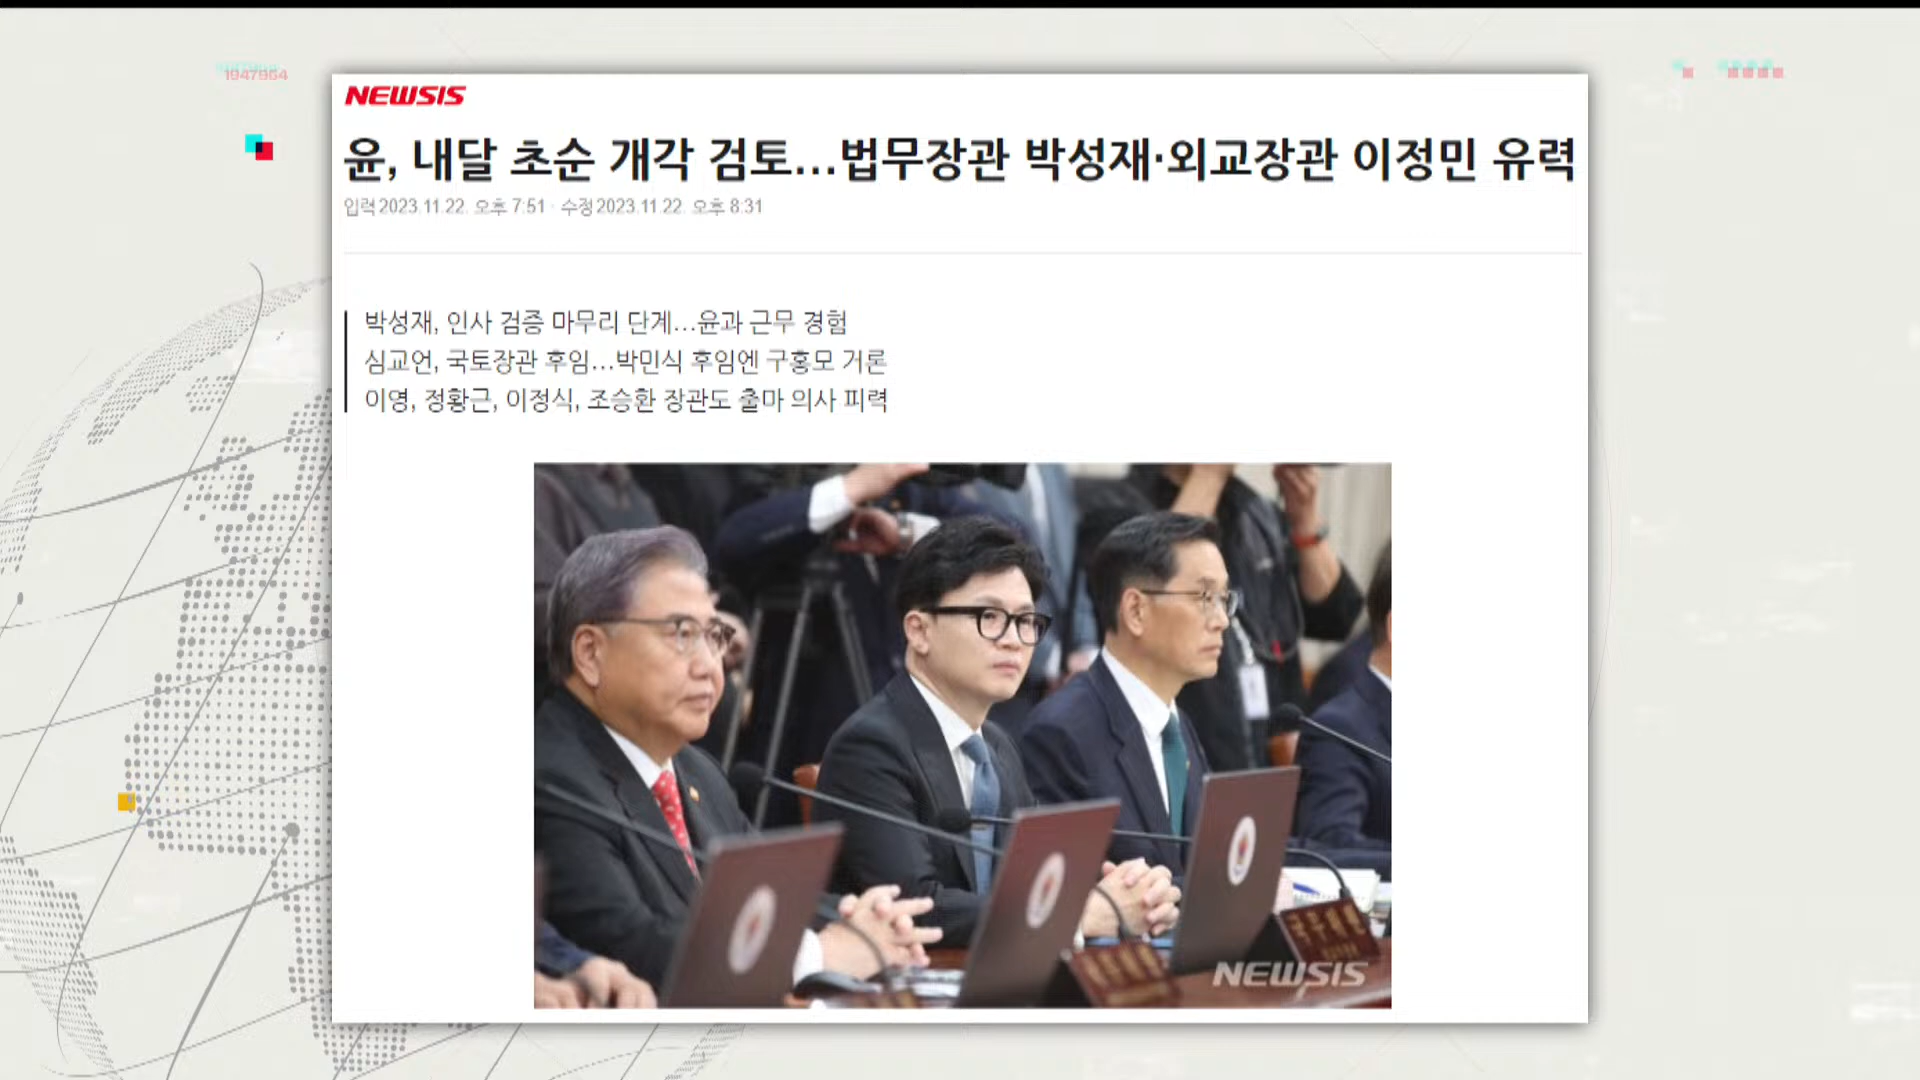 1947964
NEWSIS
윤, 내달 초순 개각 검토...법무장관 박성재·외교장관 이정민 유력
입력 2023.11.22. 오후 7:51 · 수정 2023.11.22. 오후 8:31
박성재, 인사 검증 마무리 단계...윤과 근무 경험
심교언, 국토장관 후임...박민식 후임엔 구홍모 거론
이영, 정황근, 이정식, 조승환 장관도 출마 의사 피력
NEWSIS